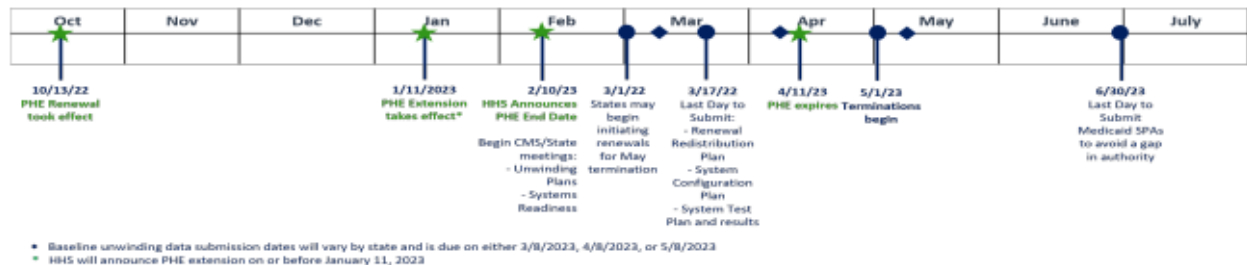 Oct Nov Dec Jan Feb Mar Apr May June July
10/13/22
PHE Renewal
took effect
1/11/2023
PHE Extension
takes effect*
2/10/23
HHS Announces
PHE End Date
Begin CMS/State
meetings:
- Unwinding
Plans
- Systems
Readiness
3/1/22
States may
begin
initiating
renewals
for May
termination
3/17/22
Last Day to
Submit:
- Renewal
Redistribution
Plan
- System
Configuration
Plan
- System Test
Plan and results
4/11/23
PHE expires
5/1/23
Terminations
begin
6/30/23
Last Day to
Submit
Medicaid SPAs
to avoid a gap
in authority
• Baseline unwinding data submission dates will vary by state and is due on either 3/8/2023, 4/8/2023, or 5/8/2023
* HHS will announce PHE extension on or before January 11, 2023